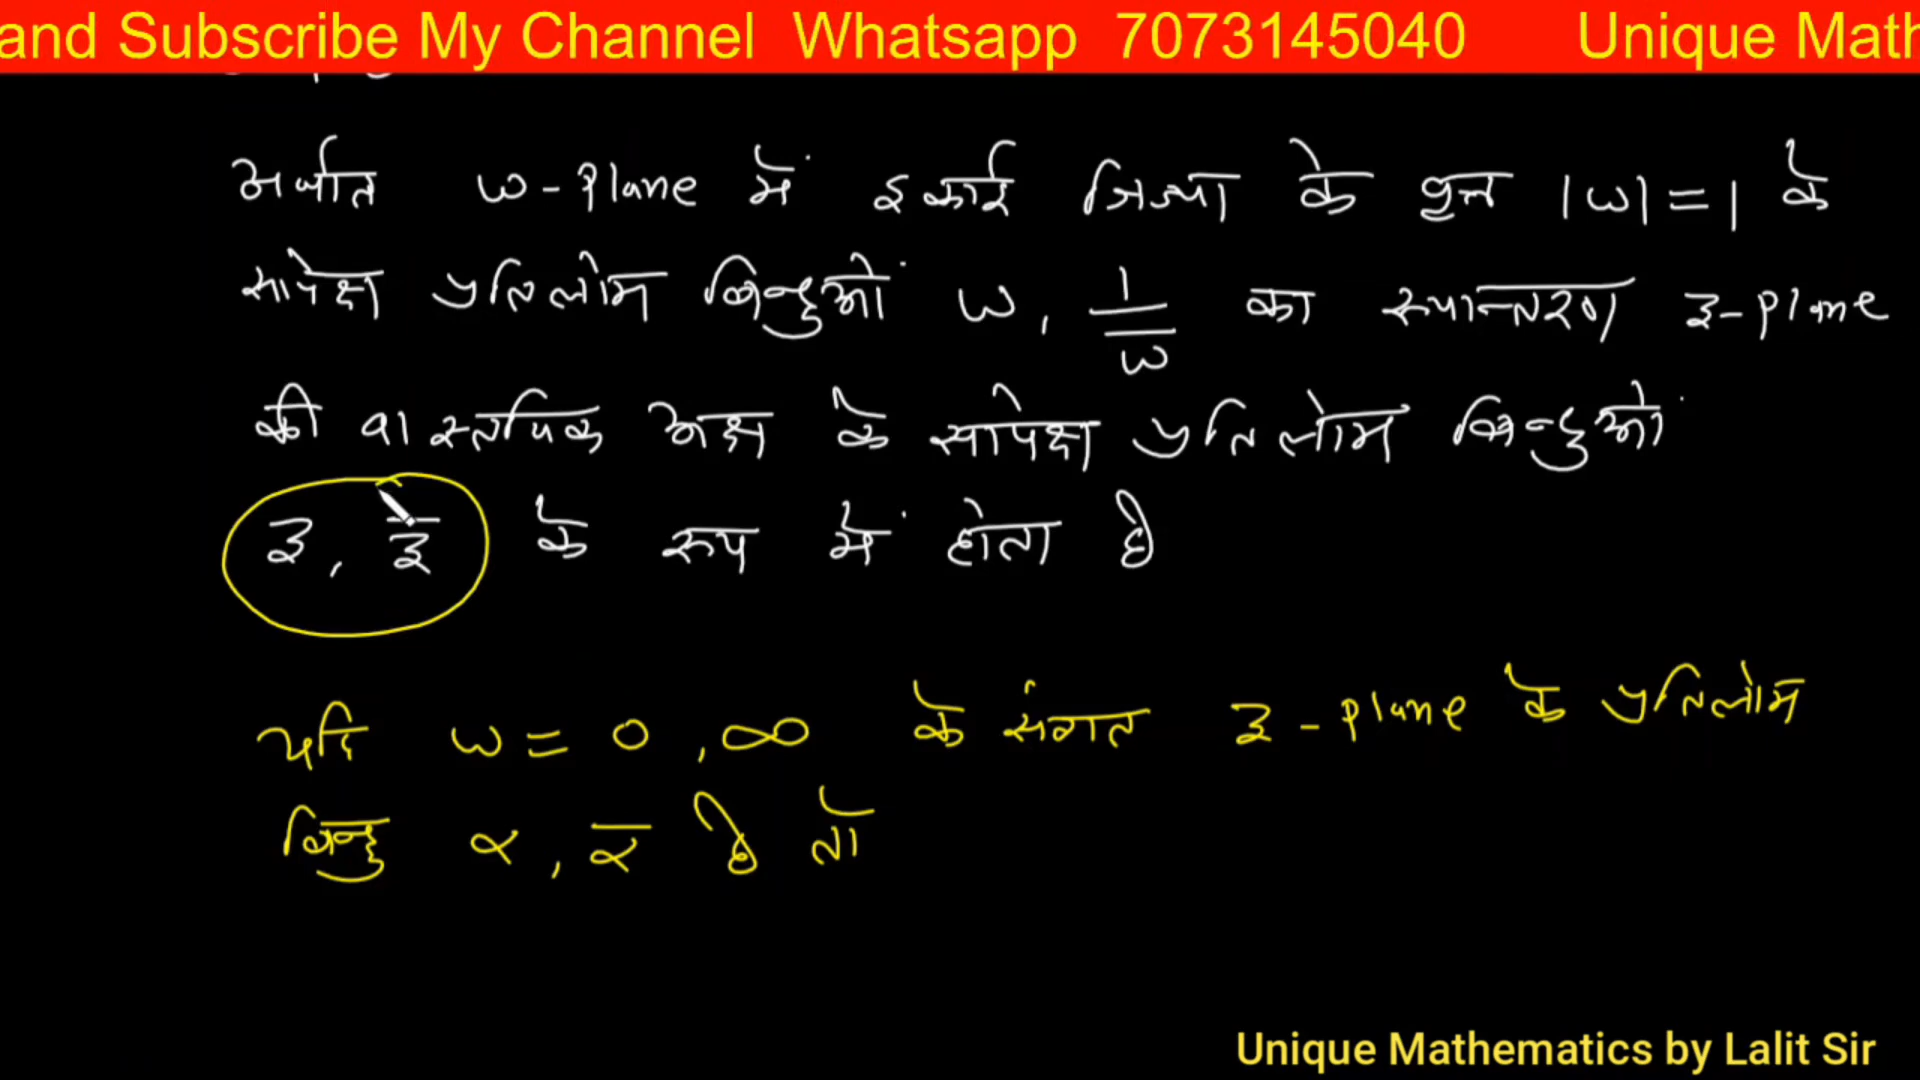 and Subscribe My Channel Whatsapp 7073145040 Unique Math
अर्थात w-plane में इकाई त्रिज्या के वृत्त |w|=1 के
सापेक्ष प्रतिलोम बिन्दुओं w, 1/w̅ का रूपान्तरण z-plane
की वास्तविक अक्ष के सापेक्ष प्रतिलोम बिन्दुओं
z, z̅ के रूप में होता है
यदि w = 0, ∞ के संगत z-plane के प्रतिलोम
बिन्दु α, α̅ है तो
Unique Mathematics by Lalit Sir